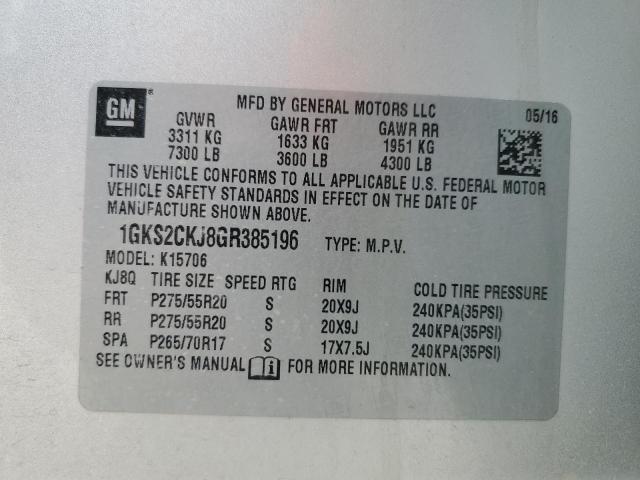 GM
MFD BY GENERAL MOTORS LLC 05/16
GVWR GAWR FRT GAWR RR
3311 KG 1633 KG 1951 KG
7300 LB 3600 LB 4300 LB
THIS VEHICLE CONFORMS TO ALL APPLICABLE U.S. FEDERAL MOTOR
VEHICLE SAFETY STANDARDS IN EFFECT ON THE DATE OF
MANUFACTURE SHOWN ABOVE.
1GKS2CKJ8GR385196 TYPE: M.P.V.
MODEL: K15706
KJ8Q TIRE SIZE SPEED RTG RIM COLD TIRE PRESSURE
FRT P275/55R20 S 20X9J 240KPA(35PSI)
RR P275/55R20 S 20X9J 240KPA(35PSI)
SPA P265/70R17 S 17X7.5J 240KPA(35PSI)
SEE OWNER'S MANUAL FOR MORE INFORMATION.